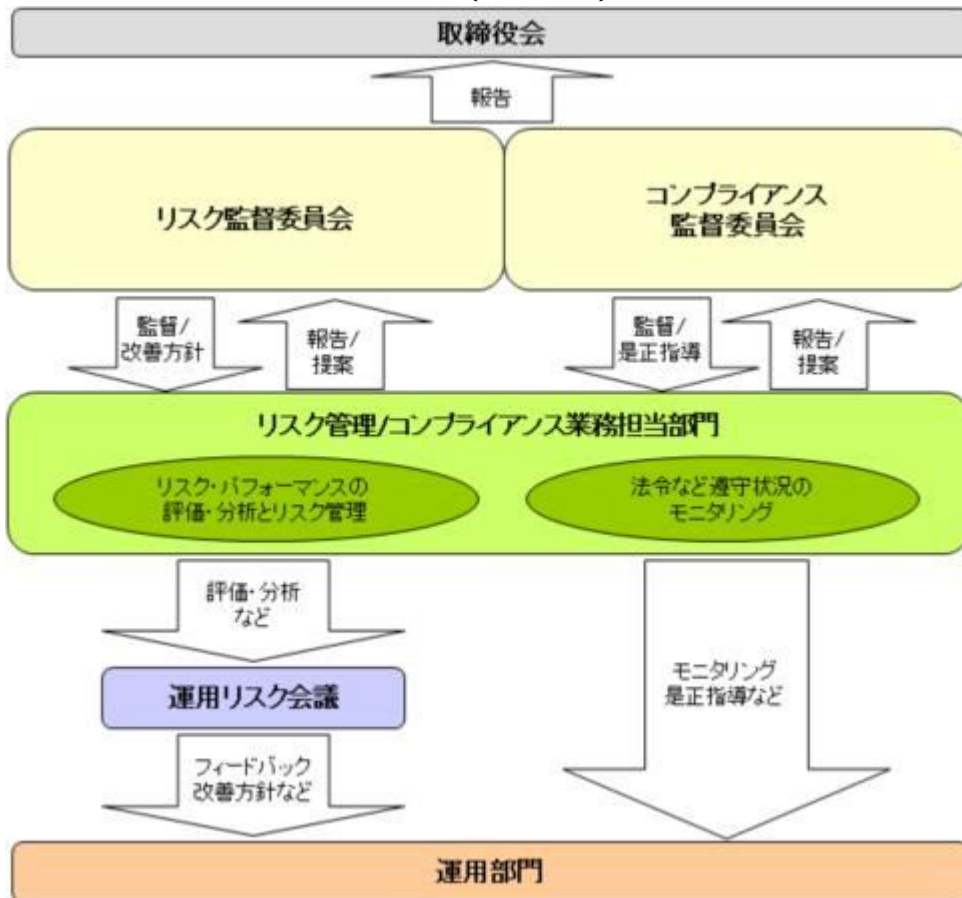 取締役会
報告
リスク監督委員会
コンプライアンス
監督委員会
監督/
改善方針
報告/
提案
監督/
是正指導
報告/
提案
リスク管理/コンプライアンス業務担当部門
リスク・パフォーマンスの
評価・分析とリスク管理
法令など遵守状況の
モニタリング
評価・分析
など
運用リスク会議
モニタリング
是正指導など
フィードバック
改善方針など
運用部門